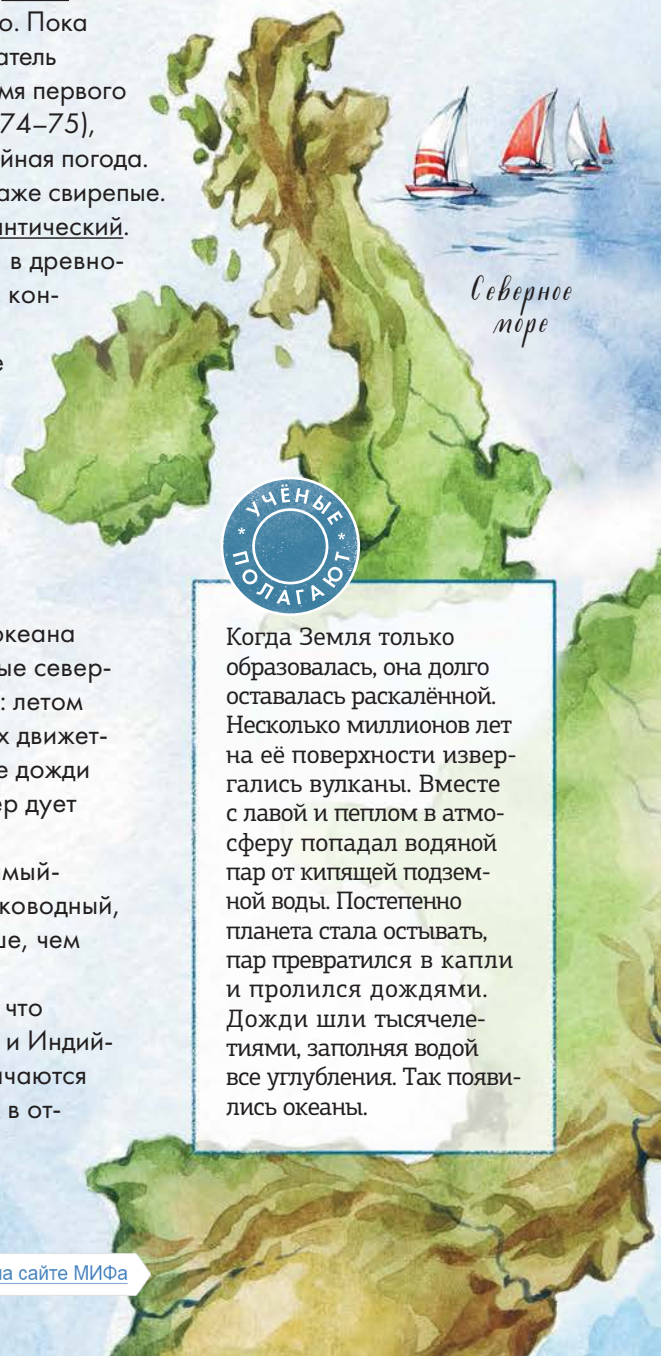 о. Пока
атель
мя первого
74–75),
йная погода.
аже свирепые.
нтический.
в древно-
кон-
е
Северное
море
* УЧЁНЫЕ *
ПОЛАГАЮТ
океана
ые север-
: летом
х движет-
е дожди
ер дует
мый-
ководный,
ше, чем
что
и Индий-
чаются
в от-
Когда Земля только
образовалась, она долго
оставалась раскалённой.
Несколько миллионов лет
на её поверхности извер-
гались вулканы. Вместе
с лавой и пеплом в атмо-
сферу попадал водяной
пар от кипящей подзем-
ной воды. Постепенно
планета стала остывать,
пар превратился в капли
и пролился дождями.
Дожди шли тысячеле-
тиями, заполняя водой
все углубления. Так появи-
лись океаны.
на сайте МИФа